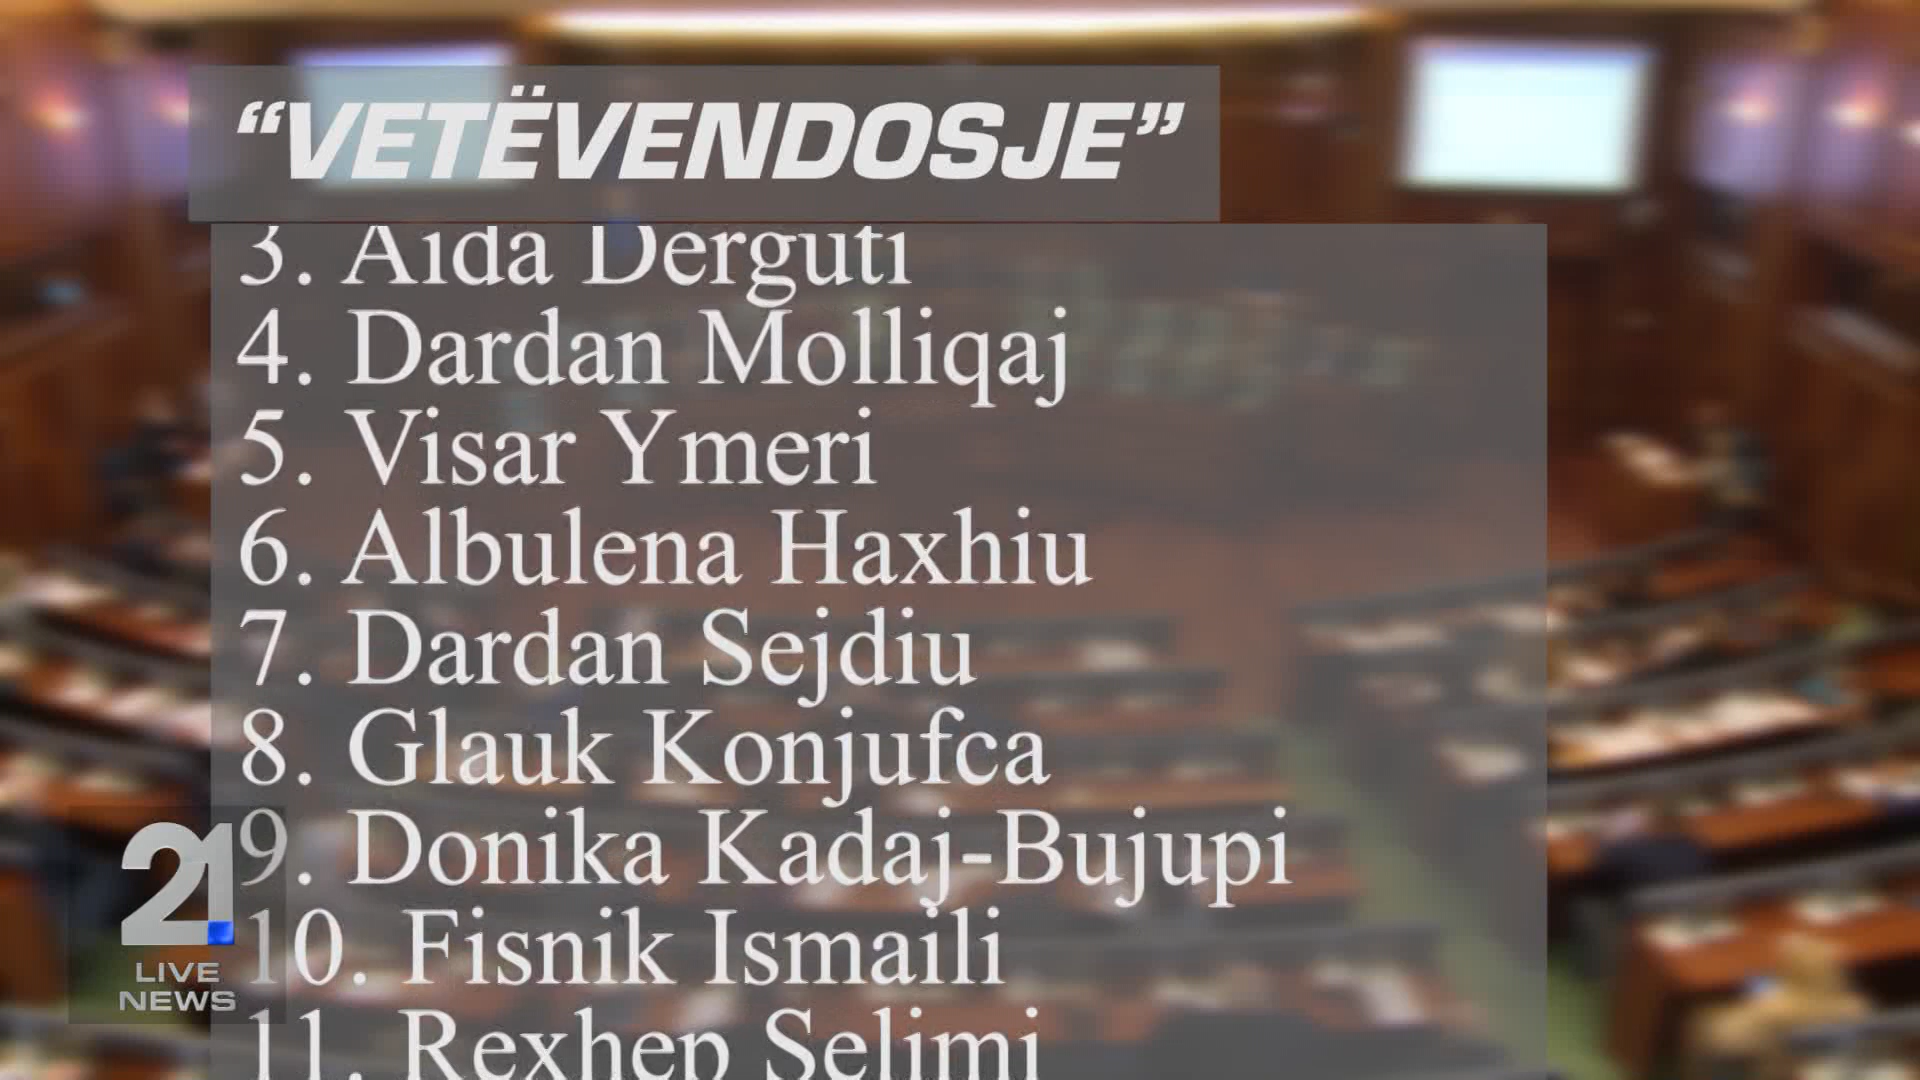 “VETËVENDOSJE”
3. Aida Derguti
4. Dardan Molliqaj
5. Visar Ymeri
6. Albulena Haxhiu
7. Dardan Sejdiu
8. Glauk Konjufca
9. Donika Kadaj-Bujupi
10. Fisnik Ismaili
11. Rexhep Selimi
21
LIVE
NEWS